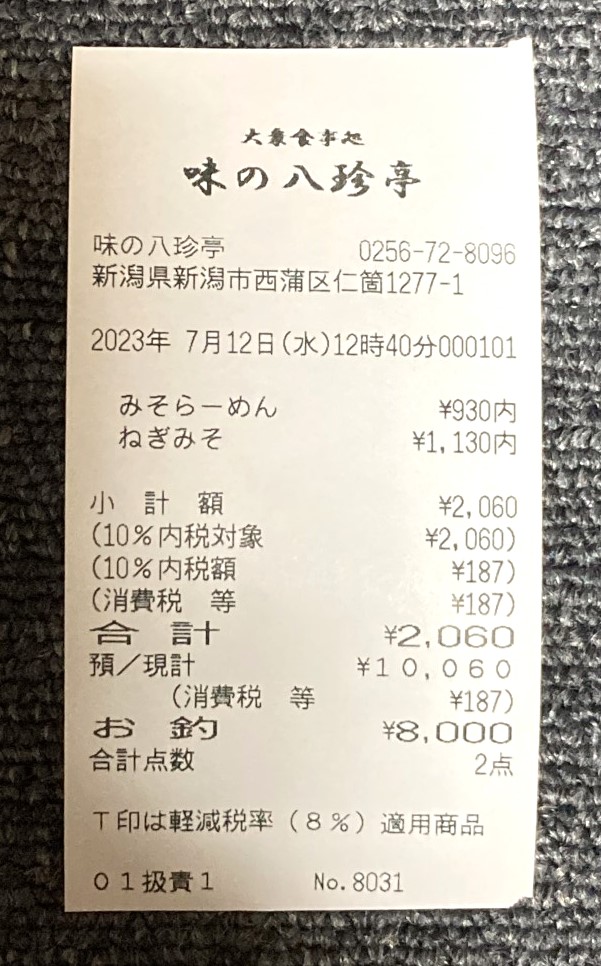 大衆食事処
味の八珍亭
味の八珍亭 0256-72-8096
新潟県新潟市西蒲区仁箇1277-1
2023年 7月12日(水)12時40分000101
みそらーめん ¥930内
ねぎみそ ¥1,130内
小 計 額 ¥2,060
(10%内税対象 ¥2,060)
(10%内税額 ¥187)
(消費税 等 ¥187)
合 計 ¥2,060
預/現計 ¥10,060
(消費税 等 ¥187)
お 釣 ¥8,000
合計点数 2点
T印は軽減税率(8%)適用商品
01扱責1 No.8031